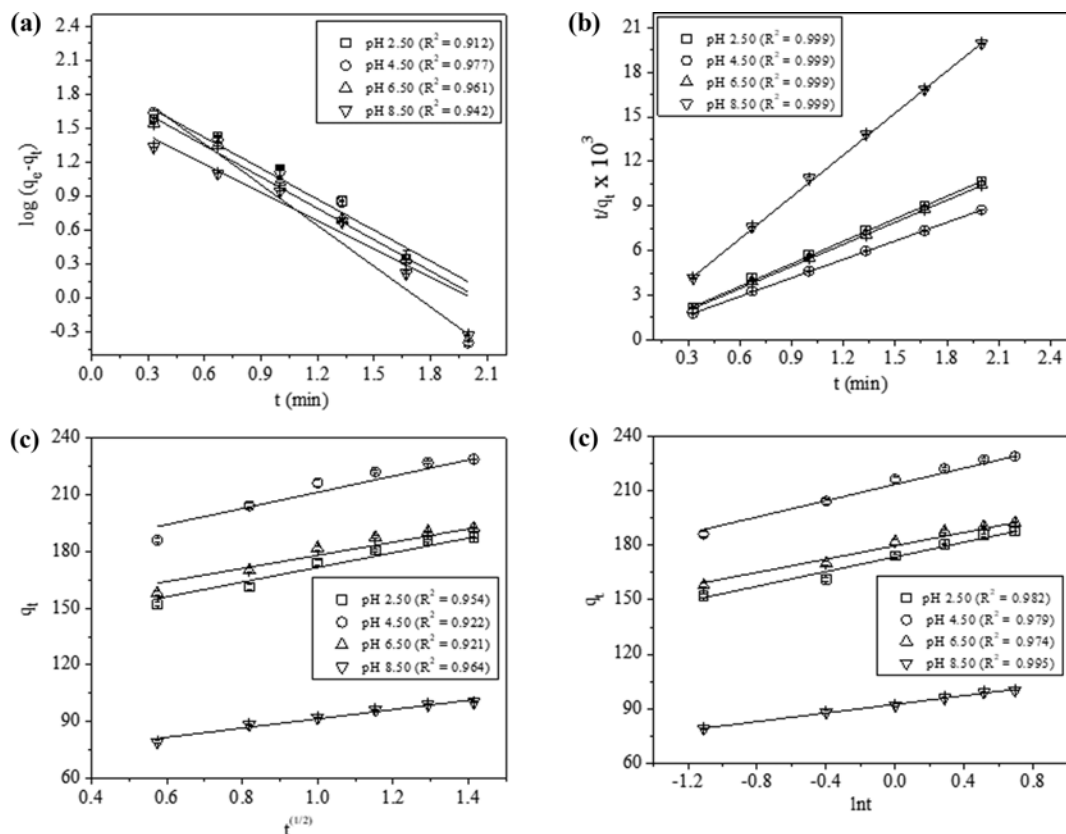 (a)
2.4
2.1
1.8
1.5
1.2
0.9
0.6
0.3
0.0
-0.3
log (qₑ-qₜ)
pH 2.50 (R² = 0.912)
pH 4.50 (R² = 0.977)
pH 6.50 (R² = 0.961)
pH 8.50 (R² = 0.942)
0.0 0.3 0.6 0.9 1.2 1.5 1.8 2.1
t (min)
(b)
21
18
15
12
9
6
3
0
t/qₜ x 10³
pH 2.50 (R² = 0.999)
pH 4.50 (R² = 0.999)
pH 6.50 (R² = 0.999)
pH 8.50 (R² = 0.999)
0.3 0.6 0.9 1.2 1.5 1.8 2.1 2.4
t (min)
(c)
240
210
180
150
120
90
60
qₜ
pH 2.50 (R² = 0.954)
pH 4.50 (R² = 0.922)
pH 6.50 (R² = 0.921)
pH 8.50 (R² = 0.964)
0.4 0.6 0.8 1.0 1.2 1.4
t⁽¹/²⁾
(c)
240
210
180
150
120
90
60
qₜ
pH 2.50 (R² = 0.982)
pH 4.50 (R² = 0.979)
pH 6.50 (R² = 0.974)
pH 8.50 (R² = 0.995)
-1.2 -0.8 -0.4 0.0 0.4 0.8
lnt